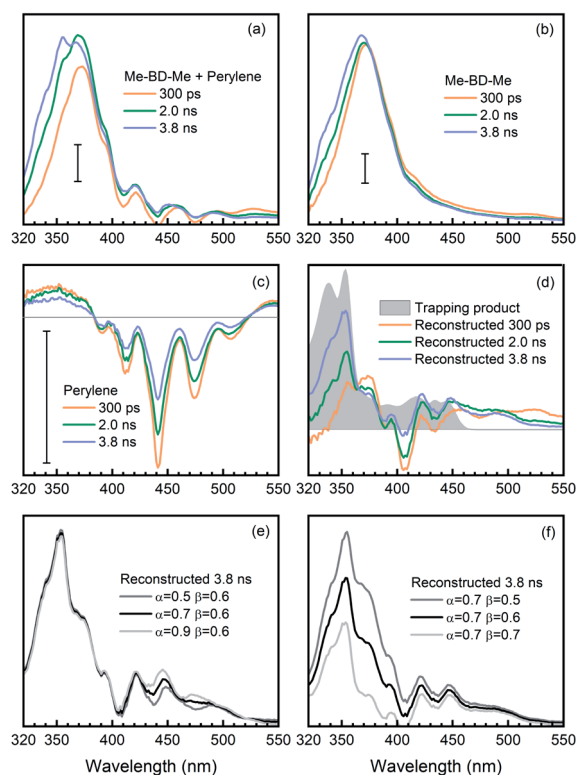 (a)
Me-BD-Me + Perylene
300 ps
2.0 ns
3.8 ns
320 350 400 450 500 550
(b)
Me-BD-Me
300 ps
2.0 ns
3.8 ns
320 350 400 450 500 550
(c)
Perylene
300 ps
2.0 ns
3.8 ns
320 350 400 450 500 550
(d)
Trapping product
Reconstructed 300 ps
Reconstructed 2.0 ns
Reconstructed 3.8 ns
320 350 400 450 500 550
(e)
Reconstructed 3.8 ns
α=0.5 β=0.6
α=0.7 β=0.6
α=0.9 β=0.6
320 350 400 450 500 550
Wavelength (nm)
(f)
Reconstructed 3.8 ns
α=0.7 β=0.5
α=0.7 β=0.6
α=0.7 β=0.7
320 350 400 450 500 550
Wavelength (nm)